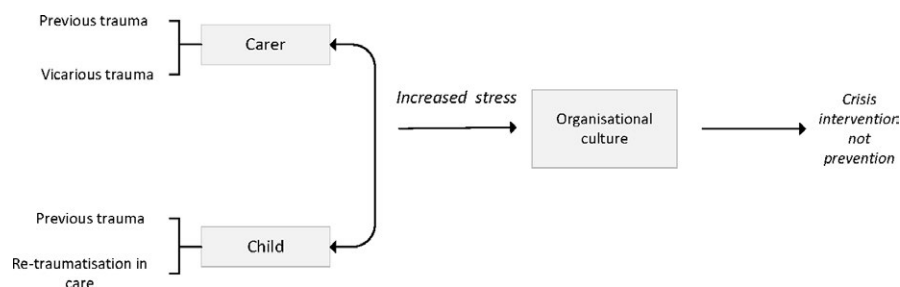 Previous trauma
Carer
Vicarious trauma
Increased stress
Organisational
culture
Crisis
intervention:
not
prevention
Previous trauma
Child
Re-traumatisation in
care